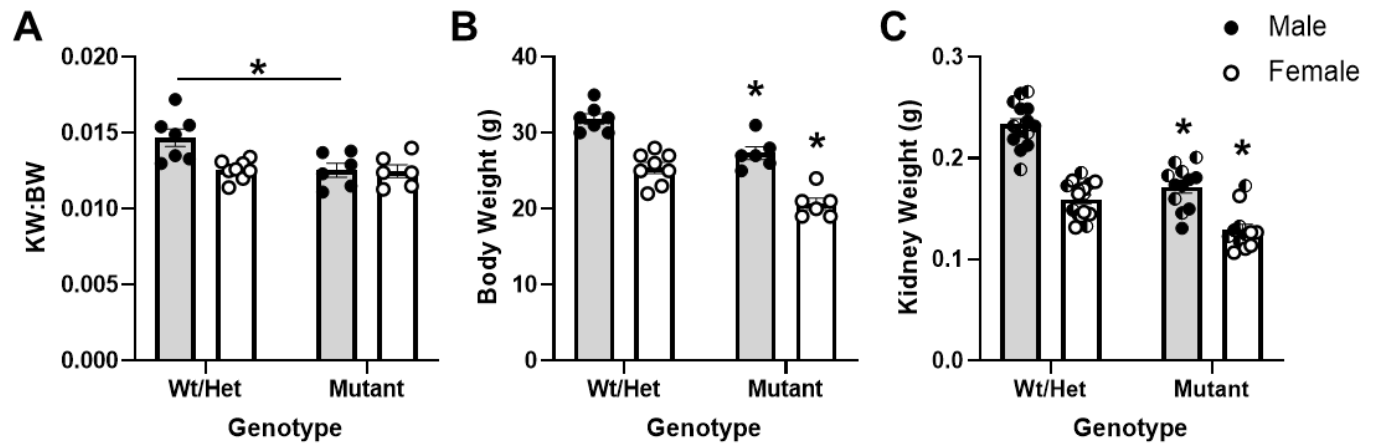 A
KW:BW
0.020
0.015
0.010
0.005
0.000
*
Wt/Het Mutant
Genotype
B
Body Weight (g)
40
30
20
10
0
*
*
Wt/Het Mutant
Genotype
C
Kidney Weight (g)
0.3
0.2
0.1
0.0
*
*
Wt/Het Mutant
Genotype
Male
Female